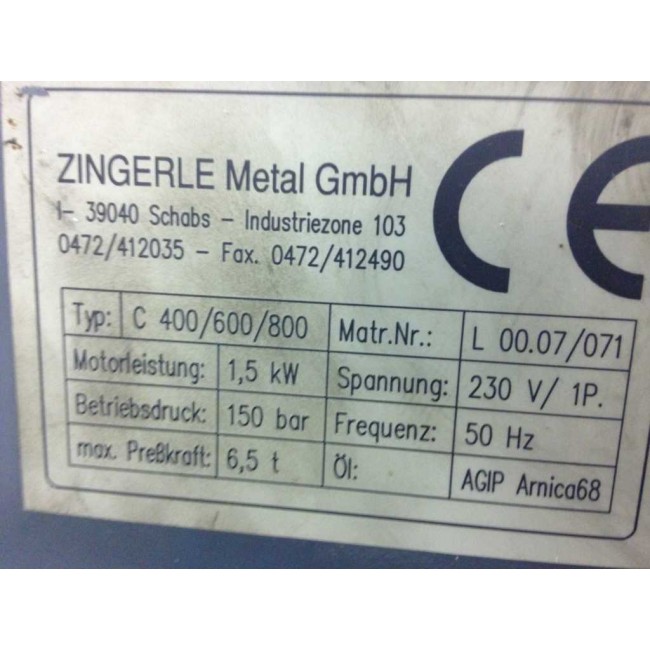 ZINGERLE Metal GmbH
I- 39040 Schabs - Industriezone 103
0472/412035 - Fax. 0472/412490
CE
Typ: C 400/600/800 Matr.Nr.: L 00.07/071
Motorleistung: 1,5 kW Spannung: 230 V/ 1P.
Betriebsdruck: 150 bar Frequenz: 50 Hz
max. Preßkraft: 6,5 t Öl: AGIP Arnica68